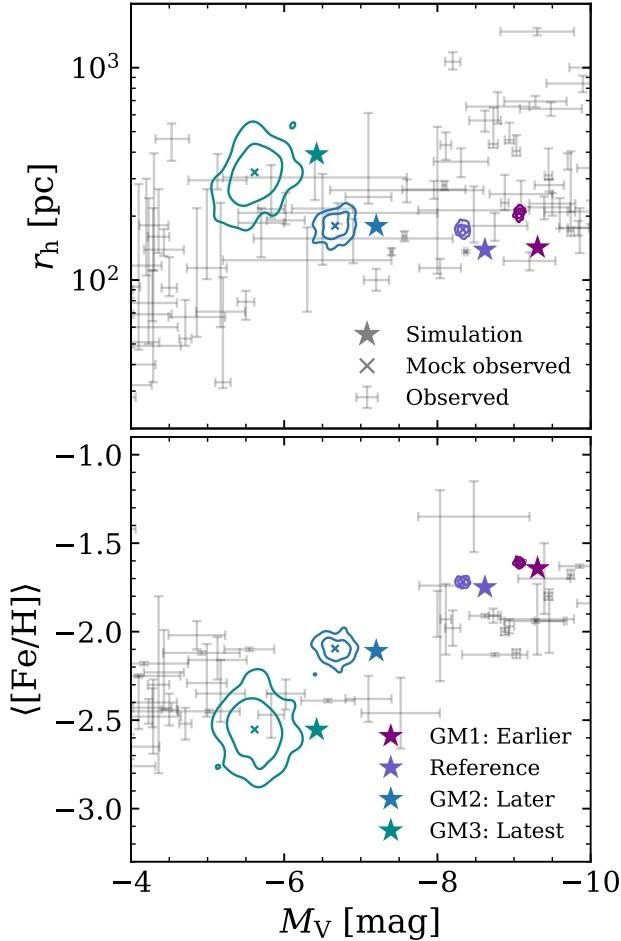 10³
10²
r_h [pc]
Simulation
Mock observed
Observed
−1.0
−1.5
−2.0
−2.5
−3.0
⟨[Fe/H]⟩
GM1: Earlier
Reference
GM2: Later
GM3: Latest
−4 −6 −8 −10
M_V [mag]